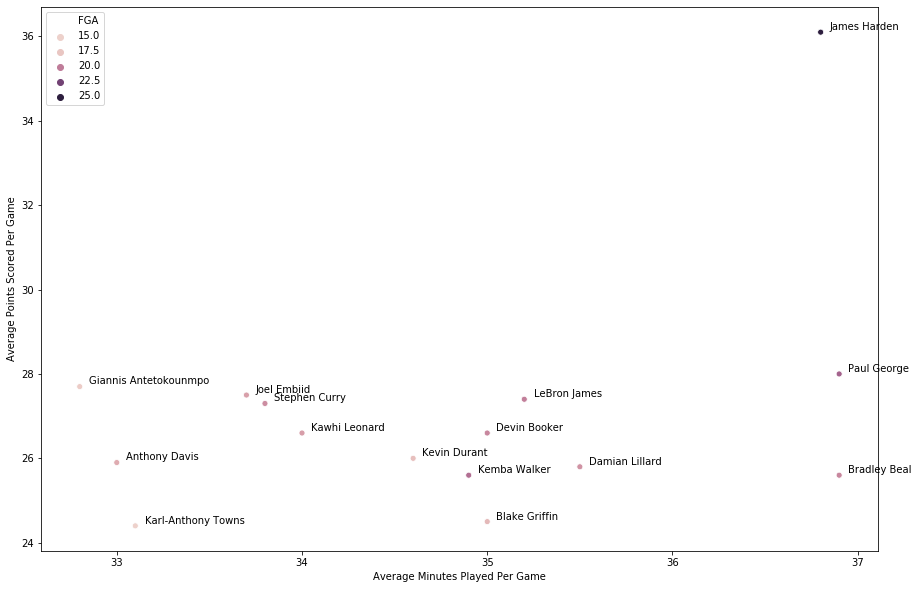 FGA
15.0
17.5
20.0
22.5
25.0
James Harden
36
34
32
30
28
26
24
Average Points Scored Per Game
Paul George
Giannis Antetokounmpo
Joel Embiid
Stephen Curry
LeBron James
Kawhi Leonard
Devin Booker
Kevin Durant
Anthony Davis
Damian Lillard
Kemba Walker
Bradley Beal
Blake Griffin
Karl-Anthony Towns
33
34
35
36
37
Average Minutes Played Per Game